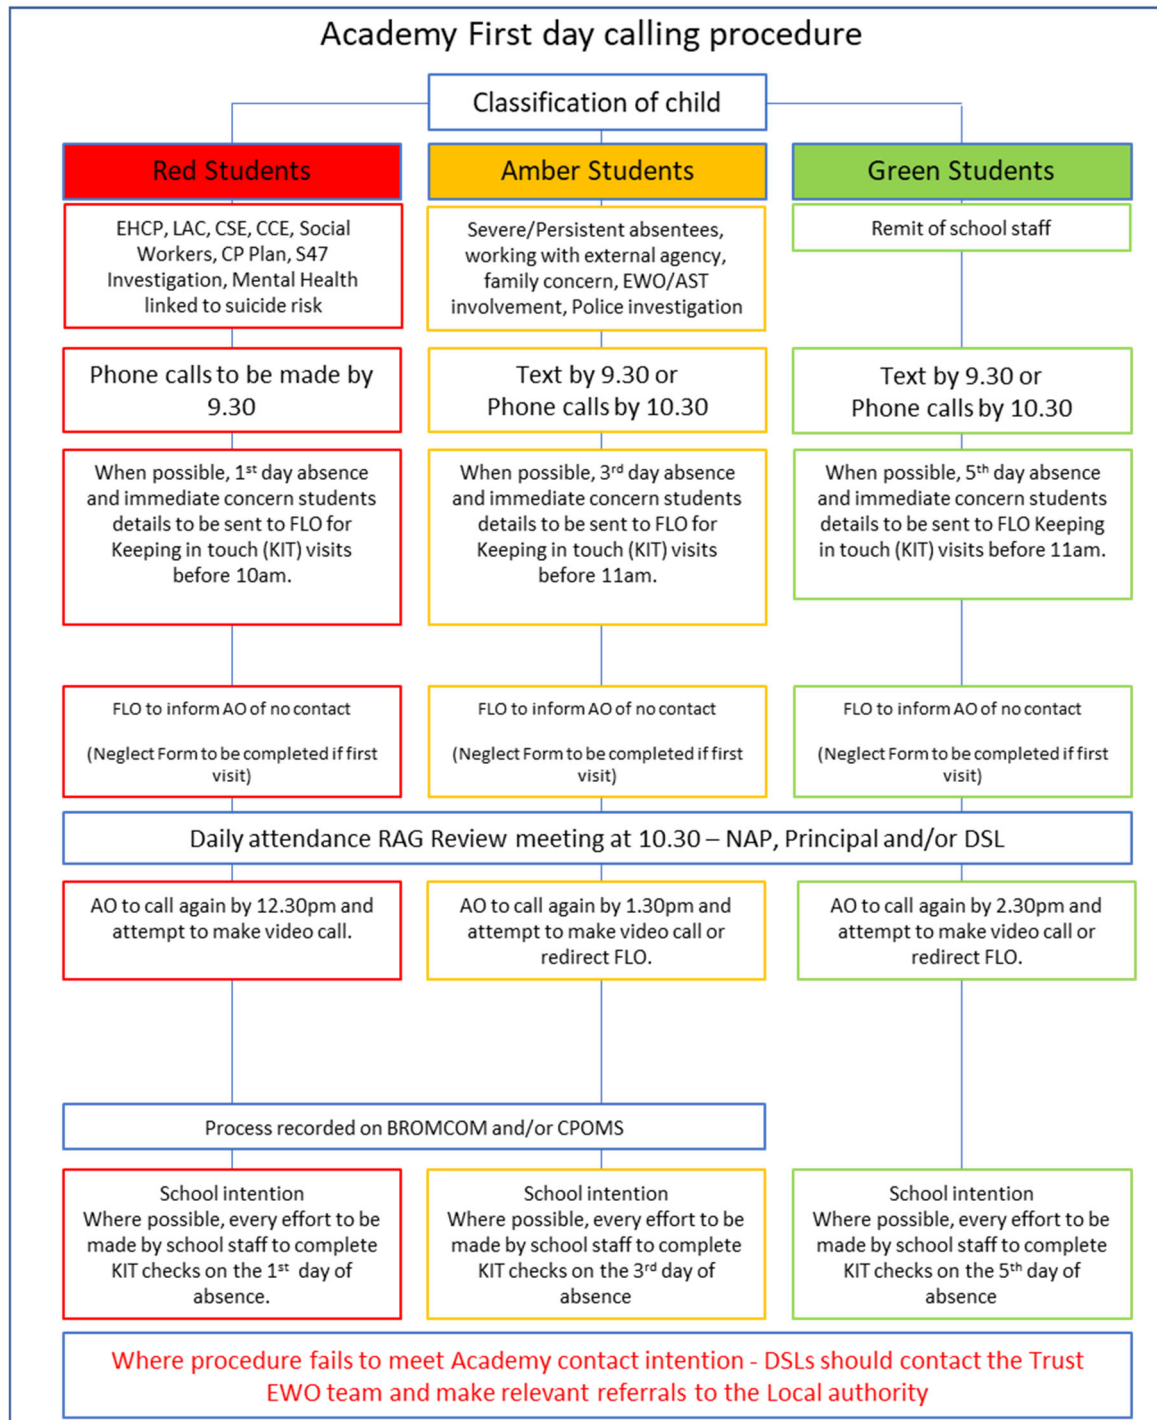 Academy First day calling procedure
Classification of child
Red Students
Amber Students
Green Students
EHCP, LAC, CSE, CCE, Social
Workers, CP Plan, S47
Investigation, Mental Health
linked to suicide risk
Severe/Persistent absentees,
working with external agency,
family concern, EWO/AST
involvement, Police investigation
Remit of school staff
Phone calls to be made by
9.30
Text by 9.30 or
Phone calls by 10.30
Text by 9.30 or
Phone calls by 10.30
When possible, 1st day absence
and immediate concern students
details to be sent to FLO for
Keeping in touch (KIT) visits
before 10am.
When possible, 3rd day absence
and immediate concern students
details to be sent to FLO for
Keeping in touch (KIT) visits
before 11am.
When possible, 5th day absence
and immediate concern students
details to be sent to FLO Keeping
in touch (KIT) visits before 11am.
FLO to inform AO of no contact
(Neglect Form to be completed if first
visit)
FLO to inform AO of no contact
(Neglect Form to be completed if first
visit)
FLO to inform AO of no contact
(Neglect Form to be completed if first
visit)
Daily attendance RAG Review meeting at 10.30 – NAP, Principal and/or DSL
AO to call again by 12.30pm and
attempt to make video call.
AO to call again by 1.30pm and
attempt to make video call or
redirect FLO.
AO to call again by 2.30pm and
attempt to make video call or
redirect FLO.
Process recorded on BROMCOM and/or CPOMS
School intention
Where possible, every effort to be
made by school staff to complete
KIT checks on the 1st day of
absence.
School intention
Where possible, every effort to be
made by school staff to complete
KIT checks on the 3rd day of
absence
School intention
Where possible, every effort to be
made by school staff to complete
KIT checks on the 5th day of
absence
Where procedure fails to meet Academy contact intention - DSLs should contact the Trust
EWO team and make relevant referrals to the Local authority